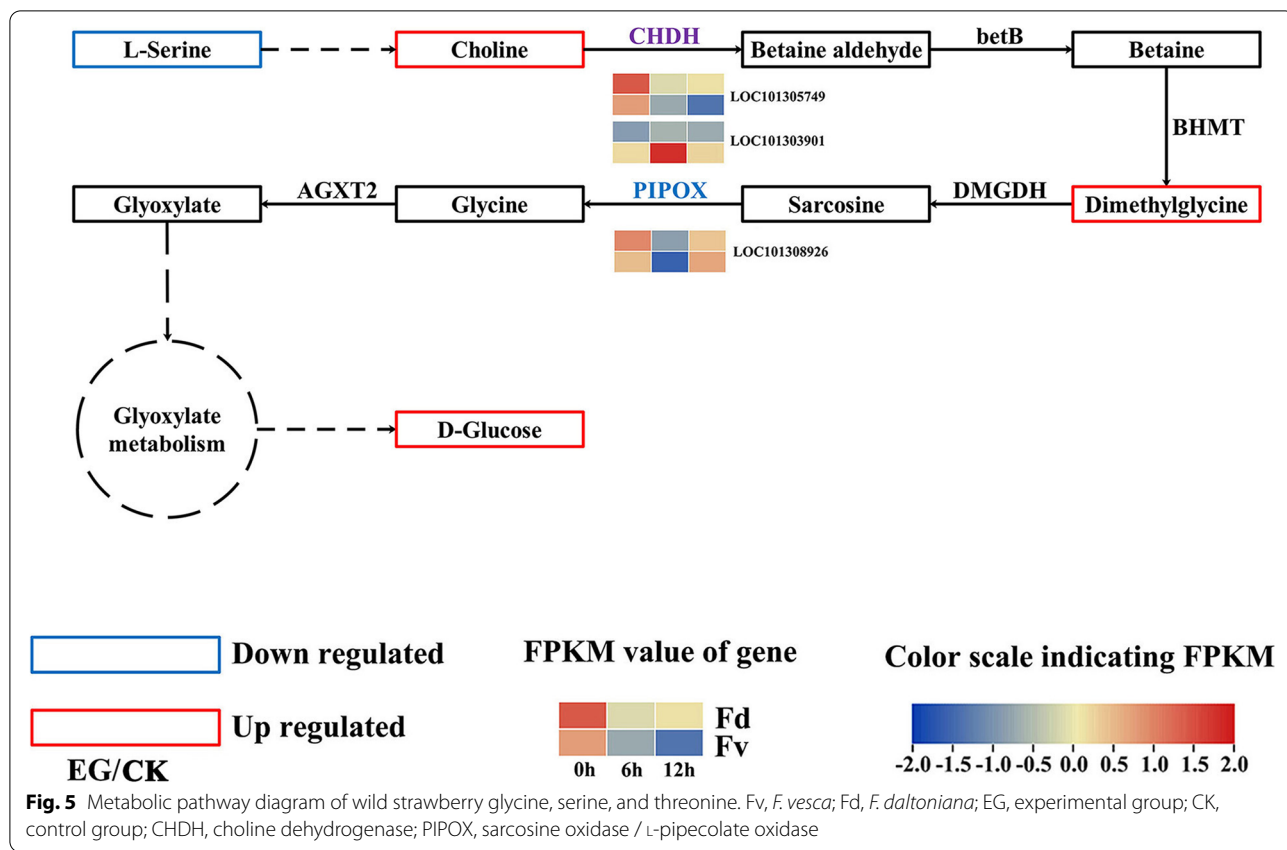 L-Serine
Choline
CHDH
Betaine aldehyde
betB
Betaine
LOC101305749
LOC101303901
BHMT
Glyoxylate
AGXT2
Glycine
PIPOX
Sarcosine
DMGDH
Dimethylglycine
LOC101308926
Glyoxylate
metabolism
D-Glucose
Down regulated
Up regulated
EG/CK
FPKM value of gene
Fd
Fv
0h 6h 12h
Color scale indicating FPKM
-2.0 -1.5 -1.0 -0.5 0.0 0.5 1.0 1.5 2.0
Fig. 5 Metabolic pathway diagram of wild strawberry glycine, serine, and threonine. Fv, F. vesca; Fd, F. daltoniana; EG, experimental group; CK,
control group; CHDH, choline dehydrogenase; PIPOX, sarcosine oxidase / L-pipecolate oxidase